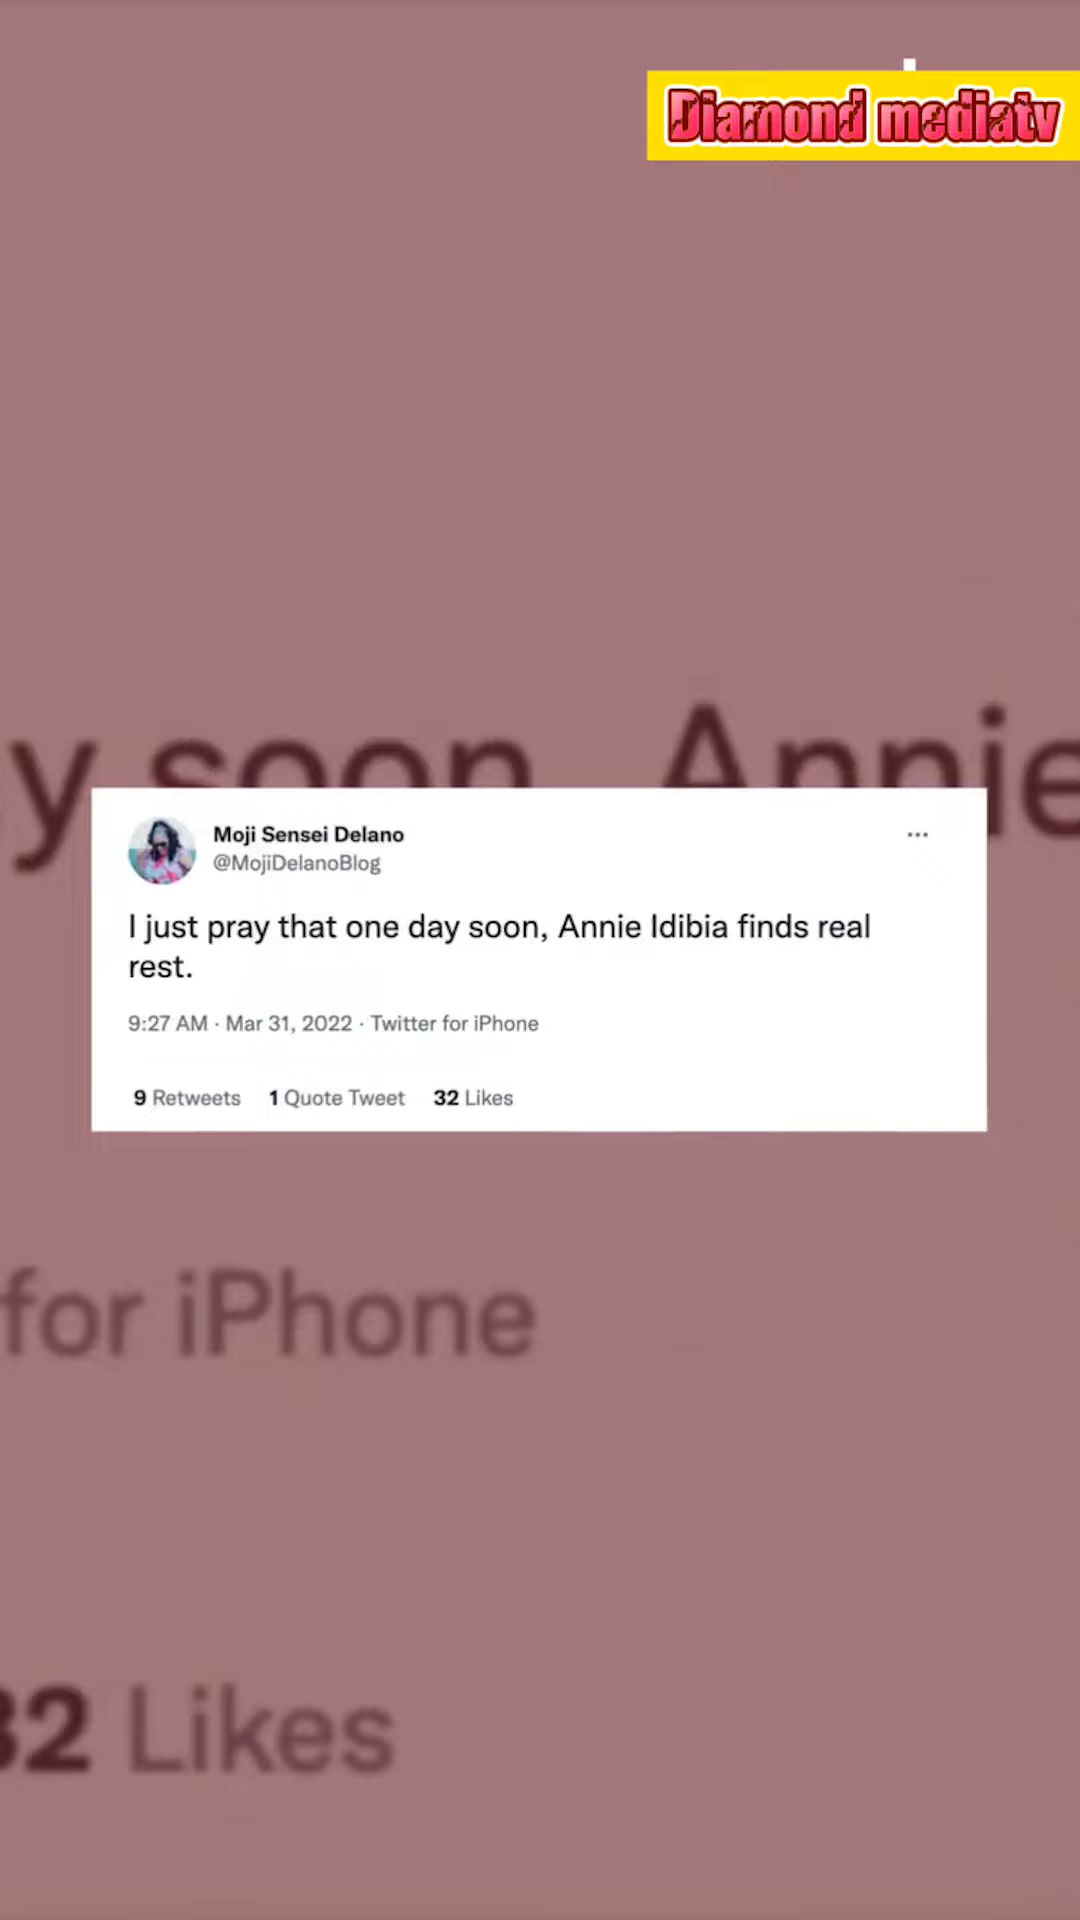 Diamond mediatv
y soon, Annie
Moji Sensei Delano
@MojiDelanoBlog
I just pray that one day soon, Annie Idibia finds real
rest.
9:27 AM · Mar 31, 2022 · Twitter for iPhone
9 Retweets 1 Quote Tweet 32 Likes
for iPhone
32 Likes